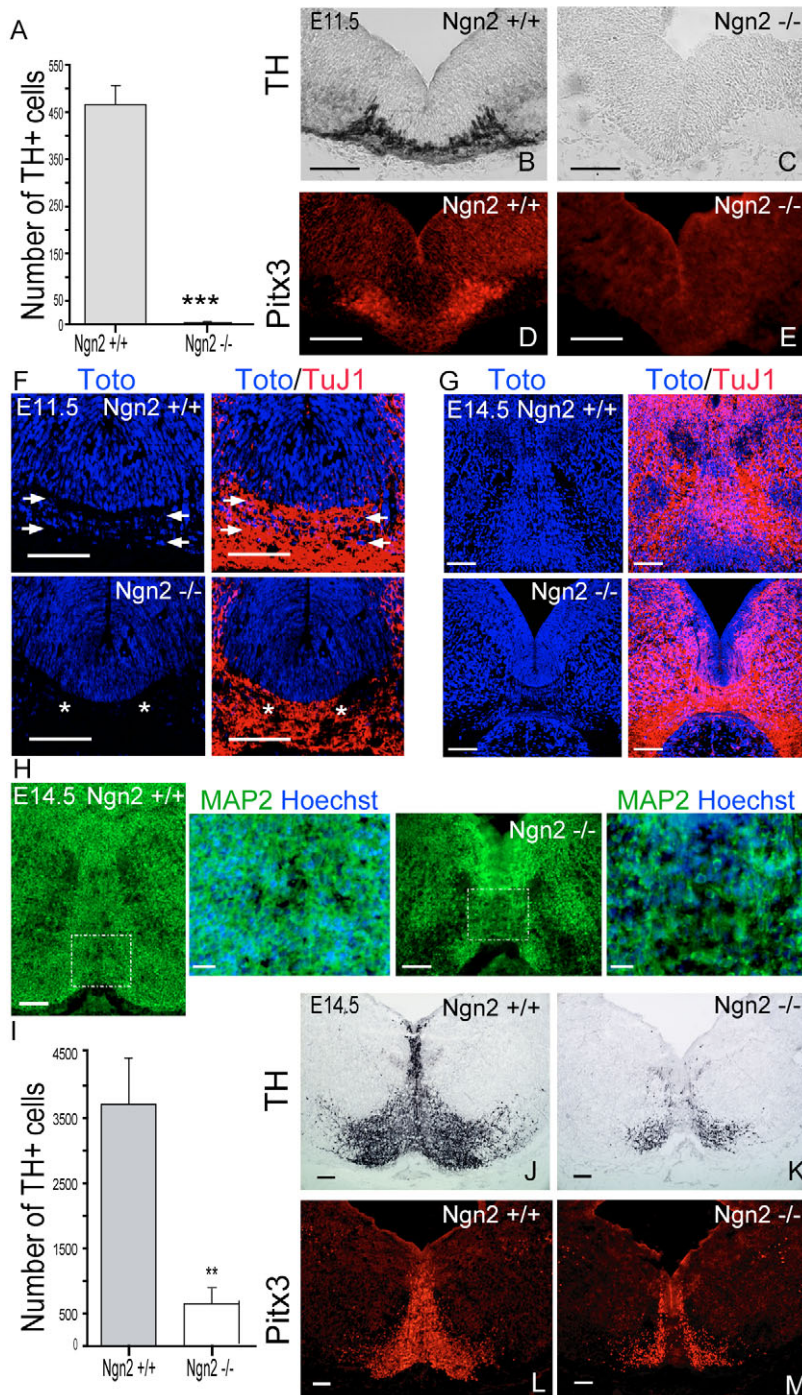 A
Number of TH+ cells
550
450
350
250
150
50
0
***
Ngn2 +/+
Ngn2 -/-
TH
E11.5 Ngn2 +/+
B
Ngn2 -/-
C
Pitx3
Ngn2 +/+
D
Ngn2 -/-
E
F
Toto
Toto/TuJ1
E11.5 Ngn2 +/+
Ngn2 -/-
* *
* *
G
Toto
Toto/TuJ1
E14.5 Ngn2 +/+
Ngn2 -/-
H
E14.5 Ngn2 +/+
MAP2 Hoechst
Ngn2 -/-
MAP2 Hoechst
I
Number of TH+ cells
4500
3500
2500
1500
500
0
**
Ngn2 +/+
Ngn2 -/-
TH
E14.5 Ngn2 +/+
J
Ngn2 -/-
K
Pitx3
Ngn2 +/+
L
Ngn2 -/-
M